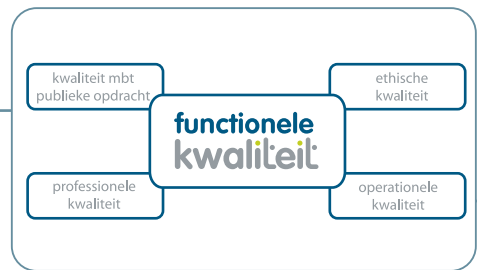 kwaliteit mbt
publieke opdracht
ethische
kwaliteit
functionele
kwaliteit
professionele
kwaliteit
operationele
kwaliteit